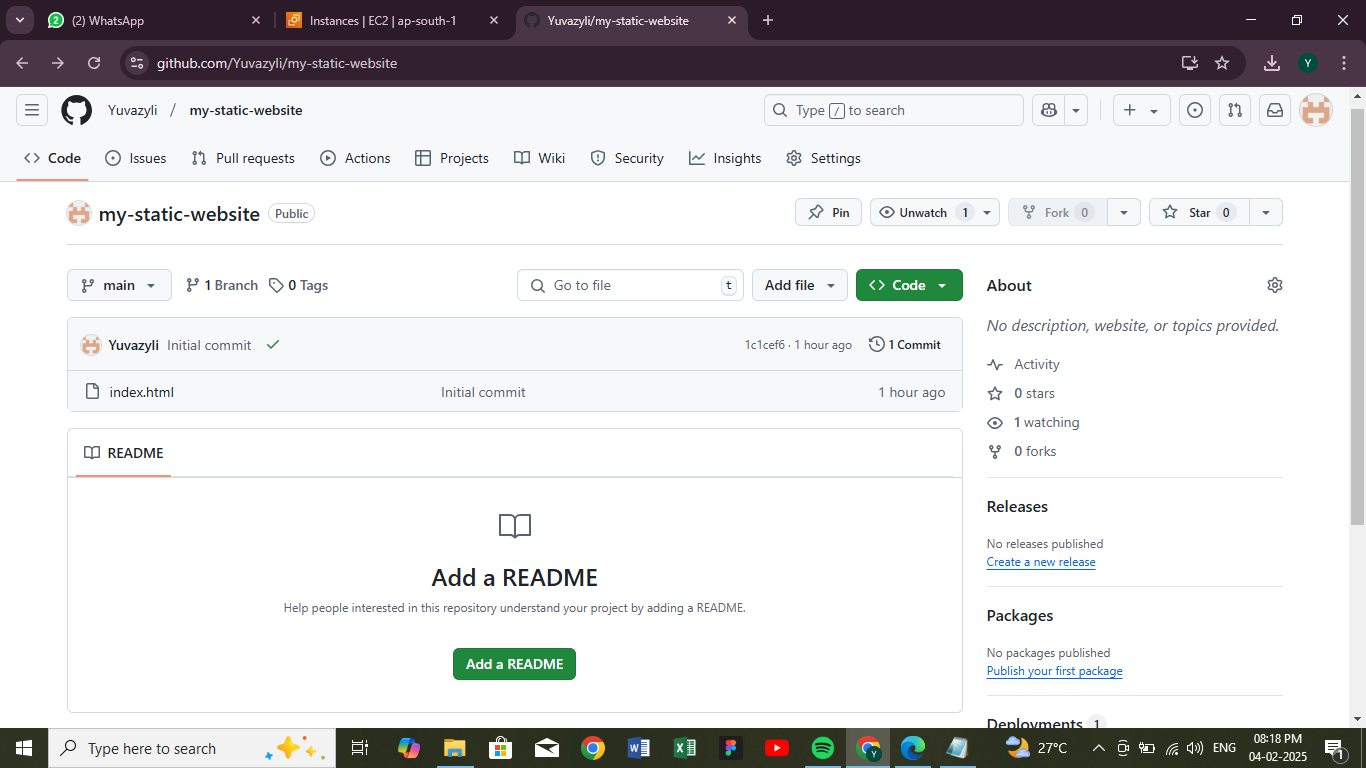 (2) WhatsApp
Instances | EC2 | ap-south-1
Yuvazyli/my-static-website
github.com/Yuvazyli/my-static-website
Y
Yuvazyli / my-static-website
Type / to search
Code
Issues
Pull requests
Actions
Projects
Wiki
Security
Insights
Settings
my-static-website Public
Pin
Unwatch 1
Fork 0
Star 0
main
1 Branch
0 Tags
Go to file t
Add file
Code
Yuvazyli Initial commit
1c1cef6 · 1 hour ago
1 Commit
index.html Initial commit 1 hour ago
README
Add a README
Help people interested in this repository understand your project by adding a README.
Add a README
About
No description, website, or topics provided.
Activity
0 stars
1 watching
0 forks
Releases
No releases published
Create a new release
Packages
No packages published
Publish your first package
Deployments 1
Type here to search
27°C
ENG
08:18 PM
04-02-2025
1